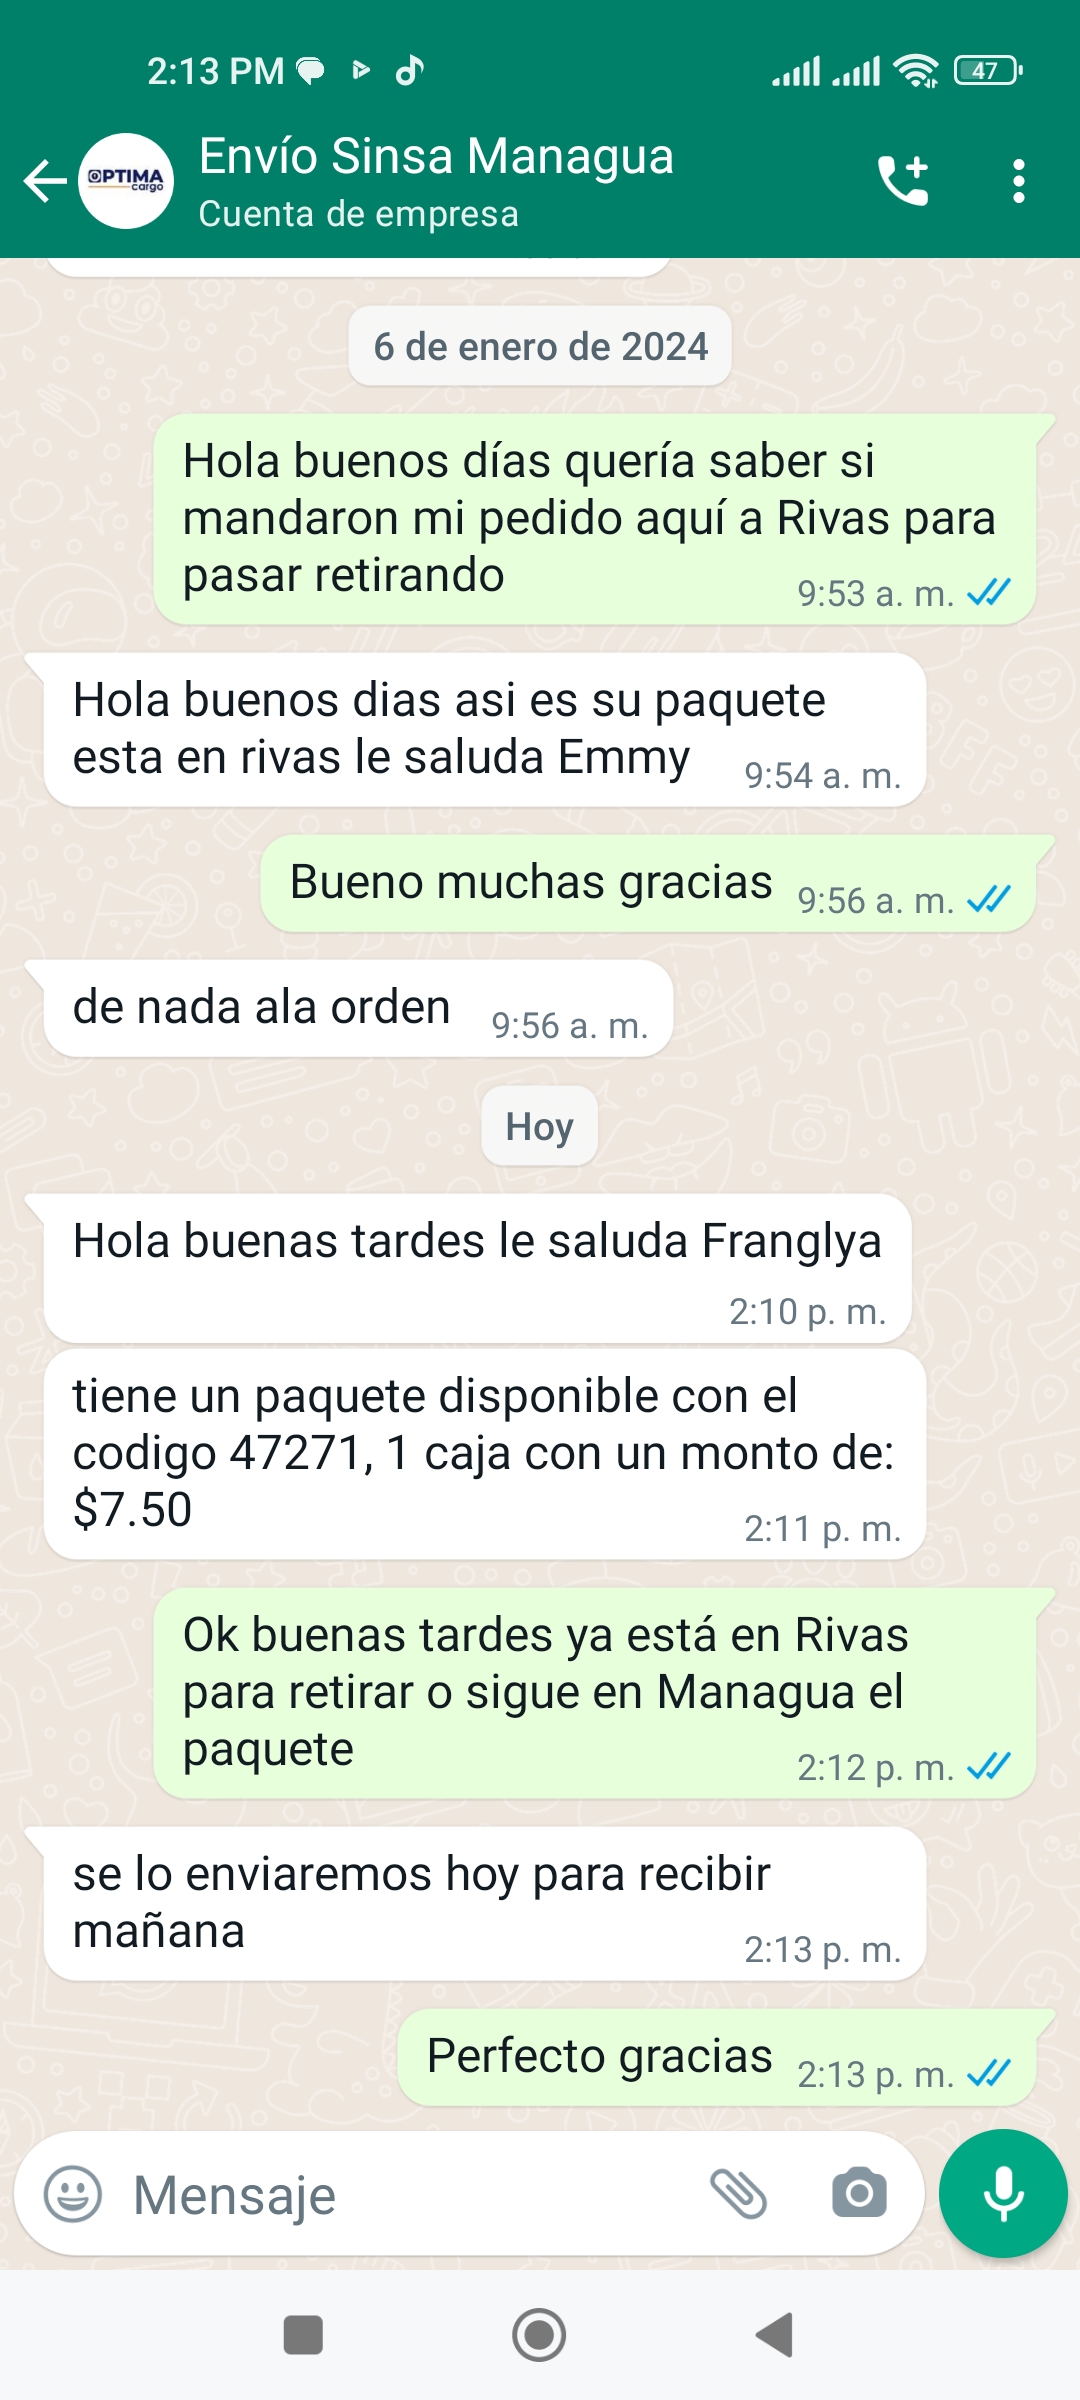 2:13 PM
47
OPTIMA
cargo
Envío Sinsa Managua
Cuenta de empresa
6 de enero de 2024
Hola buenos días quería saber si
mandaron mi pedido aquí a Rivas para
pasar retirando
9:53 a. m.
Hola buenos dias asi es su paquete
esta en rivas le saluda Emmy
9:54 a. m.
Bueno muchas gracias
9:56 a. m.
de nada ala orden
9:56 a. m.
Hoy
Hola buenas tardes le saluda Franglya
2:10 p. m.
tiene un paquete disponible con el
codigo 47271, 1 caja con un monto de:
$7.50
2:11 p. m.
Ok buenas tardes ya está en Rivas
para retirar o sigue en Managua el
paquete
2:12 p. m.
se lo enviaremos hoy para recibir
mañana
2:13 p. m.
Perfecto gracias
2:13 p. m.
Mensaje